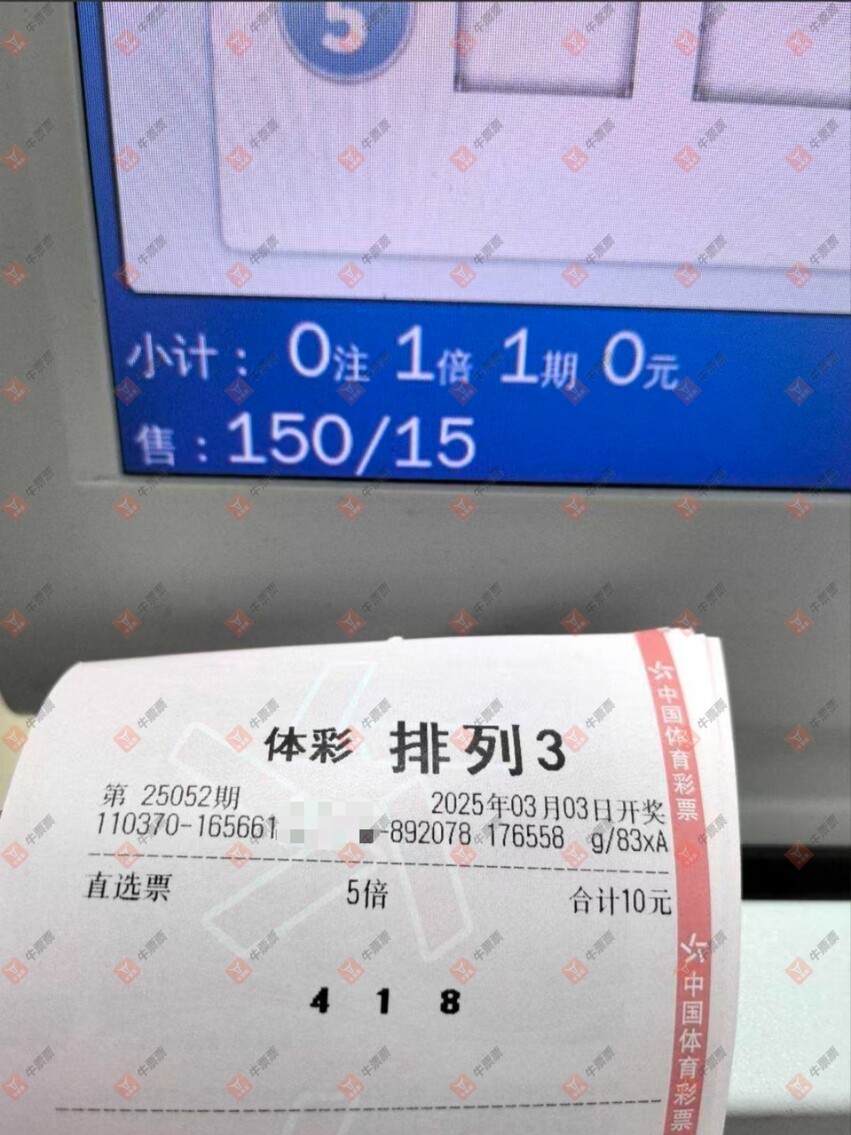 5
小计：0注 1倍 1期 0元
售：150/15
体彩 排列3
第 25052期 2025年03月03日开奖
110370-165661 -892078 176558 g/83xA
直选票 5倍 合计10元
4 1 8
中国体育彩票
中国体育彩票
牛票票